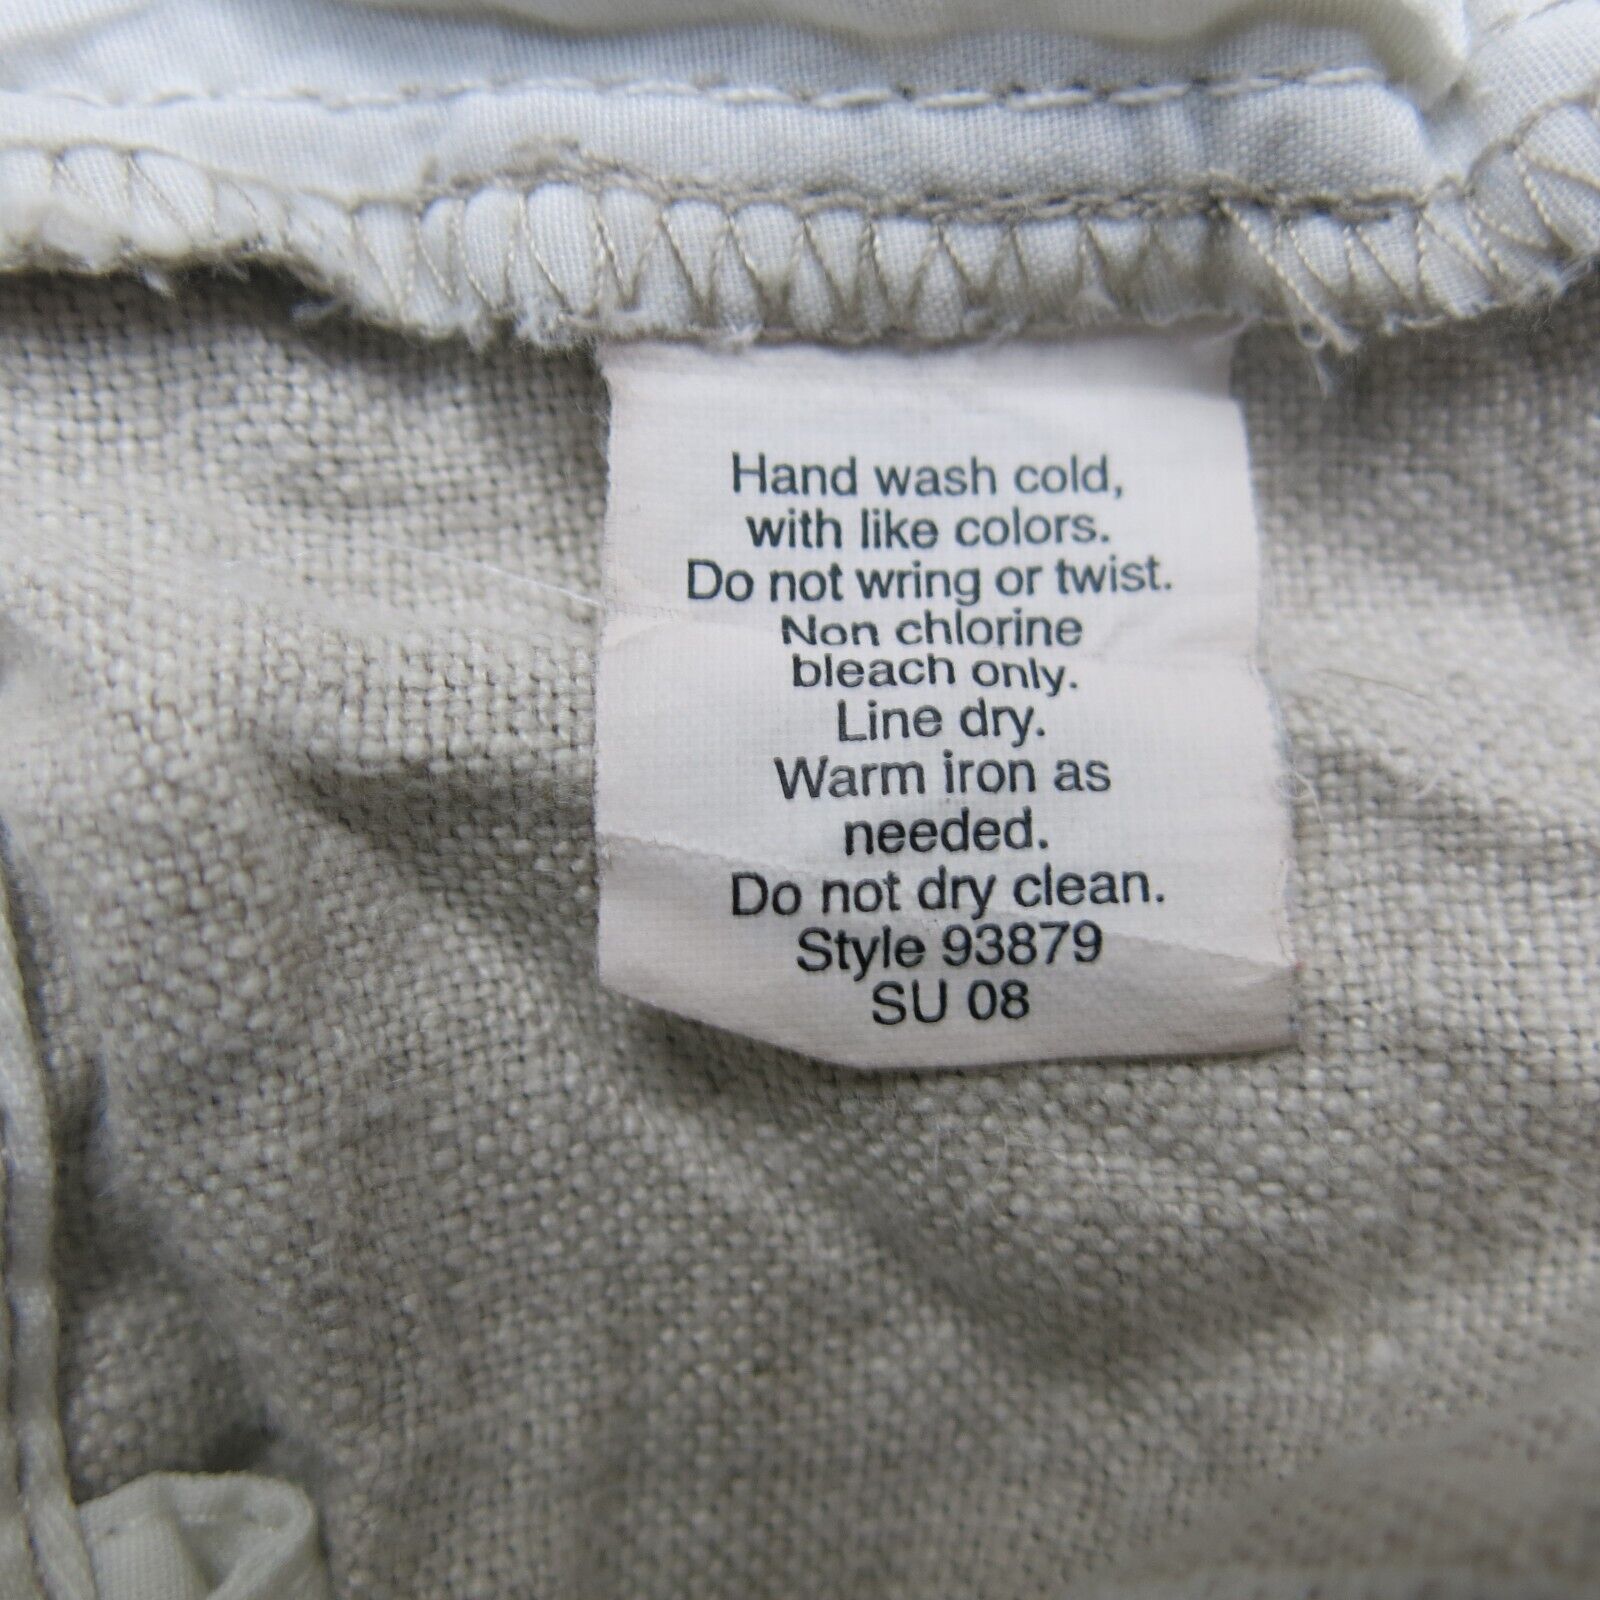 Hand wash cold,
with like colors.
Do not wring or twist.
Non chlorine
bleach only.
Line dry.
Warm iron as
needed.
Do not dry clean.
Style 93879
SU 08